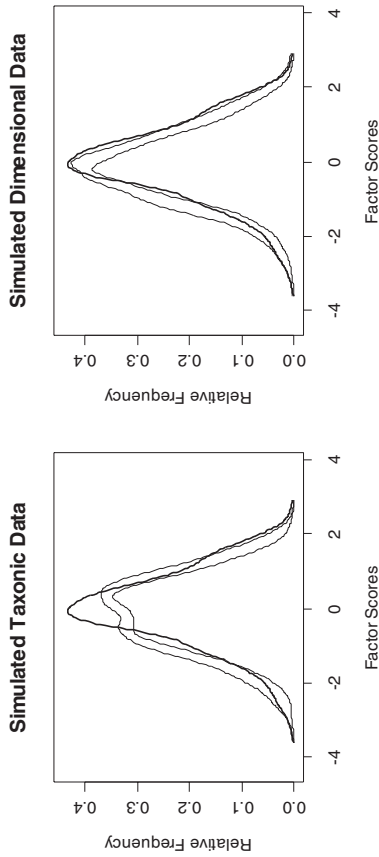 Simulated Taxonic Data
Relative Frequency
0.0 0.1 0.2 0.3 0.4
-4 -2 0 2 4
Factor Scores
Simulated Dimensional Data
Relative Frequency
0.0 0.1 0.2 0.3 0.4
-4 -2 0 2 4
Factor Scores